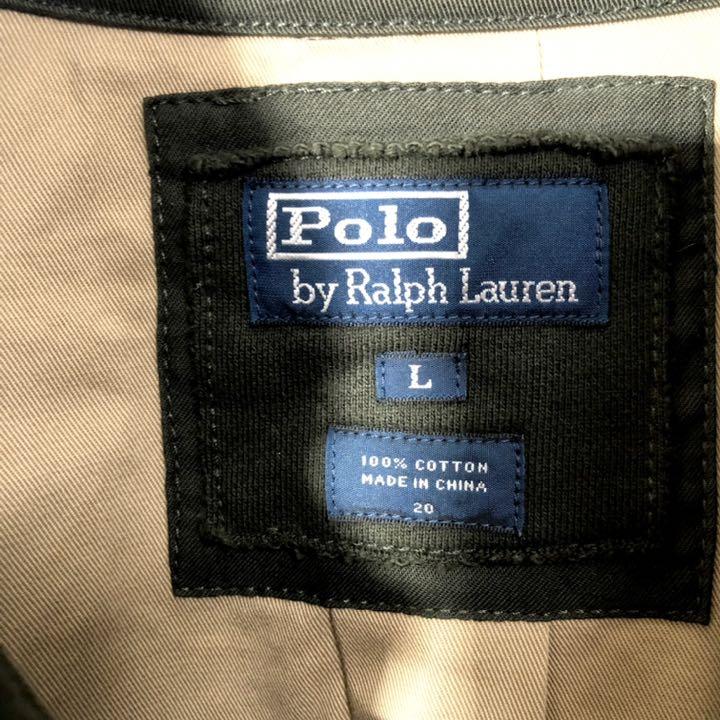 Polo
by Ralph Lauren
L
100% COTTON
MADE IN CHINA
20